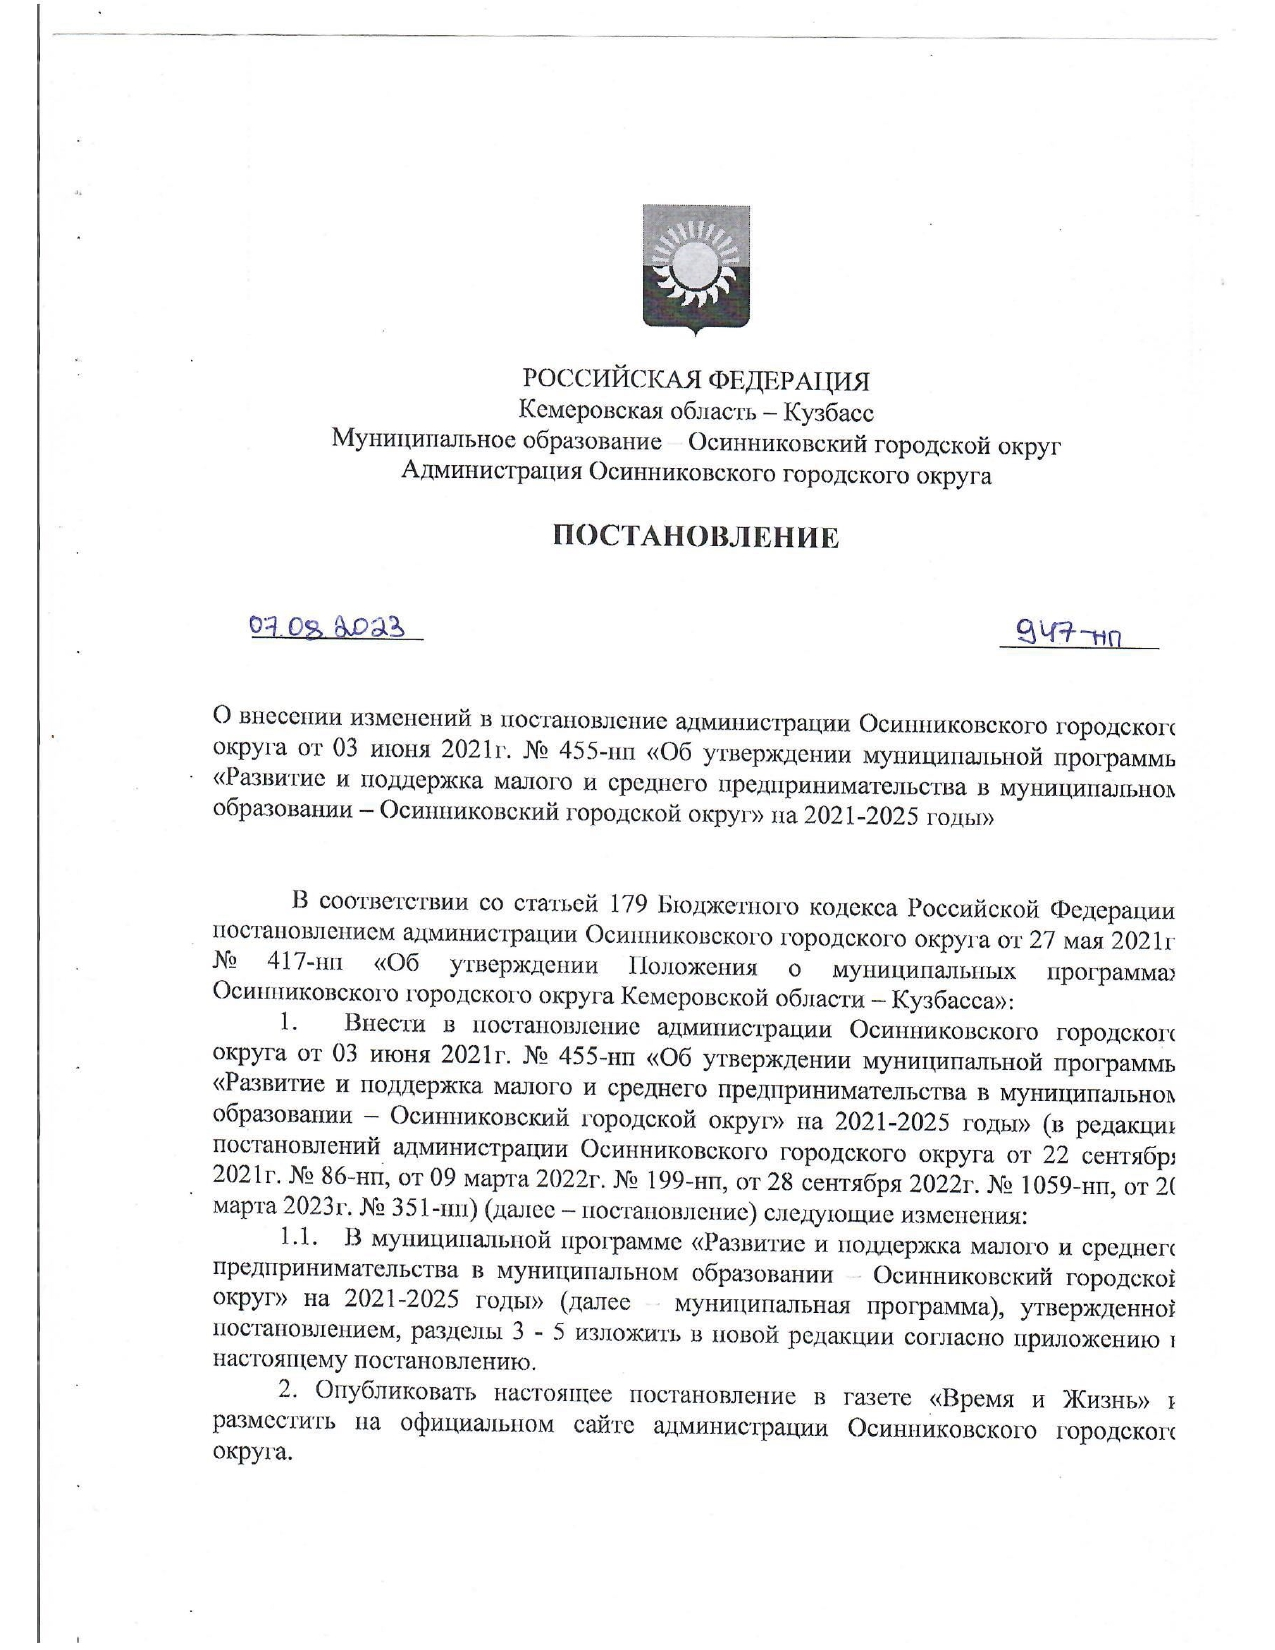 РОССИЙСКАЯ ФЕДЕРАЦИЯ
Кемеровская область – Кузбасс
Муниципальное образование Осинниковский городской округ
Администрация Осинниковского городского округа
ПОСТАНОВЛЕНИЕ
07.08.2023 947-нп
О внесении изменений в постановление администрации Осинниковского городского
округа от 03 июня 2021г. № 455-нп «Об утверждении муниципальной программы
«Развитие и поддержка малого и среднего предпринимательства в муниципальном
образовании – Осинниковский городской округ» на 2021-2025 годы»
В соответствии со статьей 179 Бюджетного кодекса Российской Федерации
постановлением администрации Осинниковского городского округа от 27 мая 2021г
№ 417-нп «Об утверждении Положения о муниципальных программах
Осинниковского городского округа Кемеровской области – Кузбасса»:
1. Внести в постановление администрации Осинниковского городского
округа от 03 июня 2021г. № 455-нп «Об утверждении муниципальной программы
«Развитие и поддержка малого и среднего предпринимательства в муниципальном
образовании – Осинниковский городской округ» на 2021-2025 годы» (в редакции
постановлений администрации Осинниковского городского округа от 22 сентября
2021г. № 86-нп, от 09 марта 2022г. № 199-нп, от 28 сентября 2022г. № 1059-нп, от 20
марта 2023г. № 351-нп) (далее – постановление) следующие изменения:
1.1. В муниципальной программе «Развитие и поддержка малого и среднего
предпринимательства в муниципальном образовании – Осинниковский городской
округ» на 2021-2025 годы» (далее – муниципальная программа), утвержденной
постановлением, разделы 3 - 5 изложить в новой редакции согласно приложению к
настоящему постановлению.
2. Опубликовать настоящее постановление в газете «Время и Жизнь» и
разместить на официальном сайте администрации Осинниковского городского
округа.